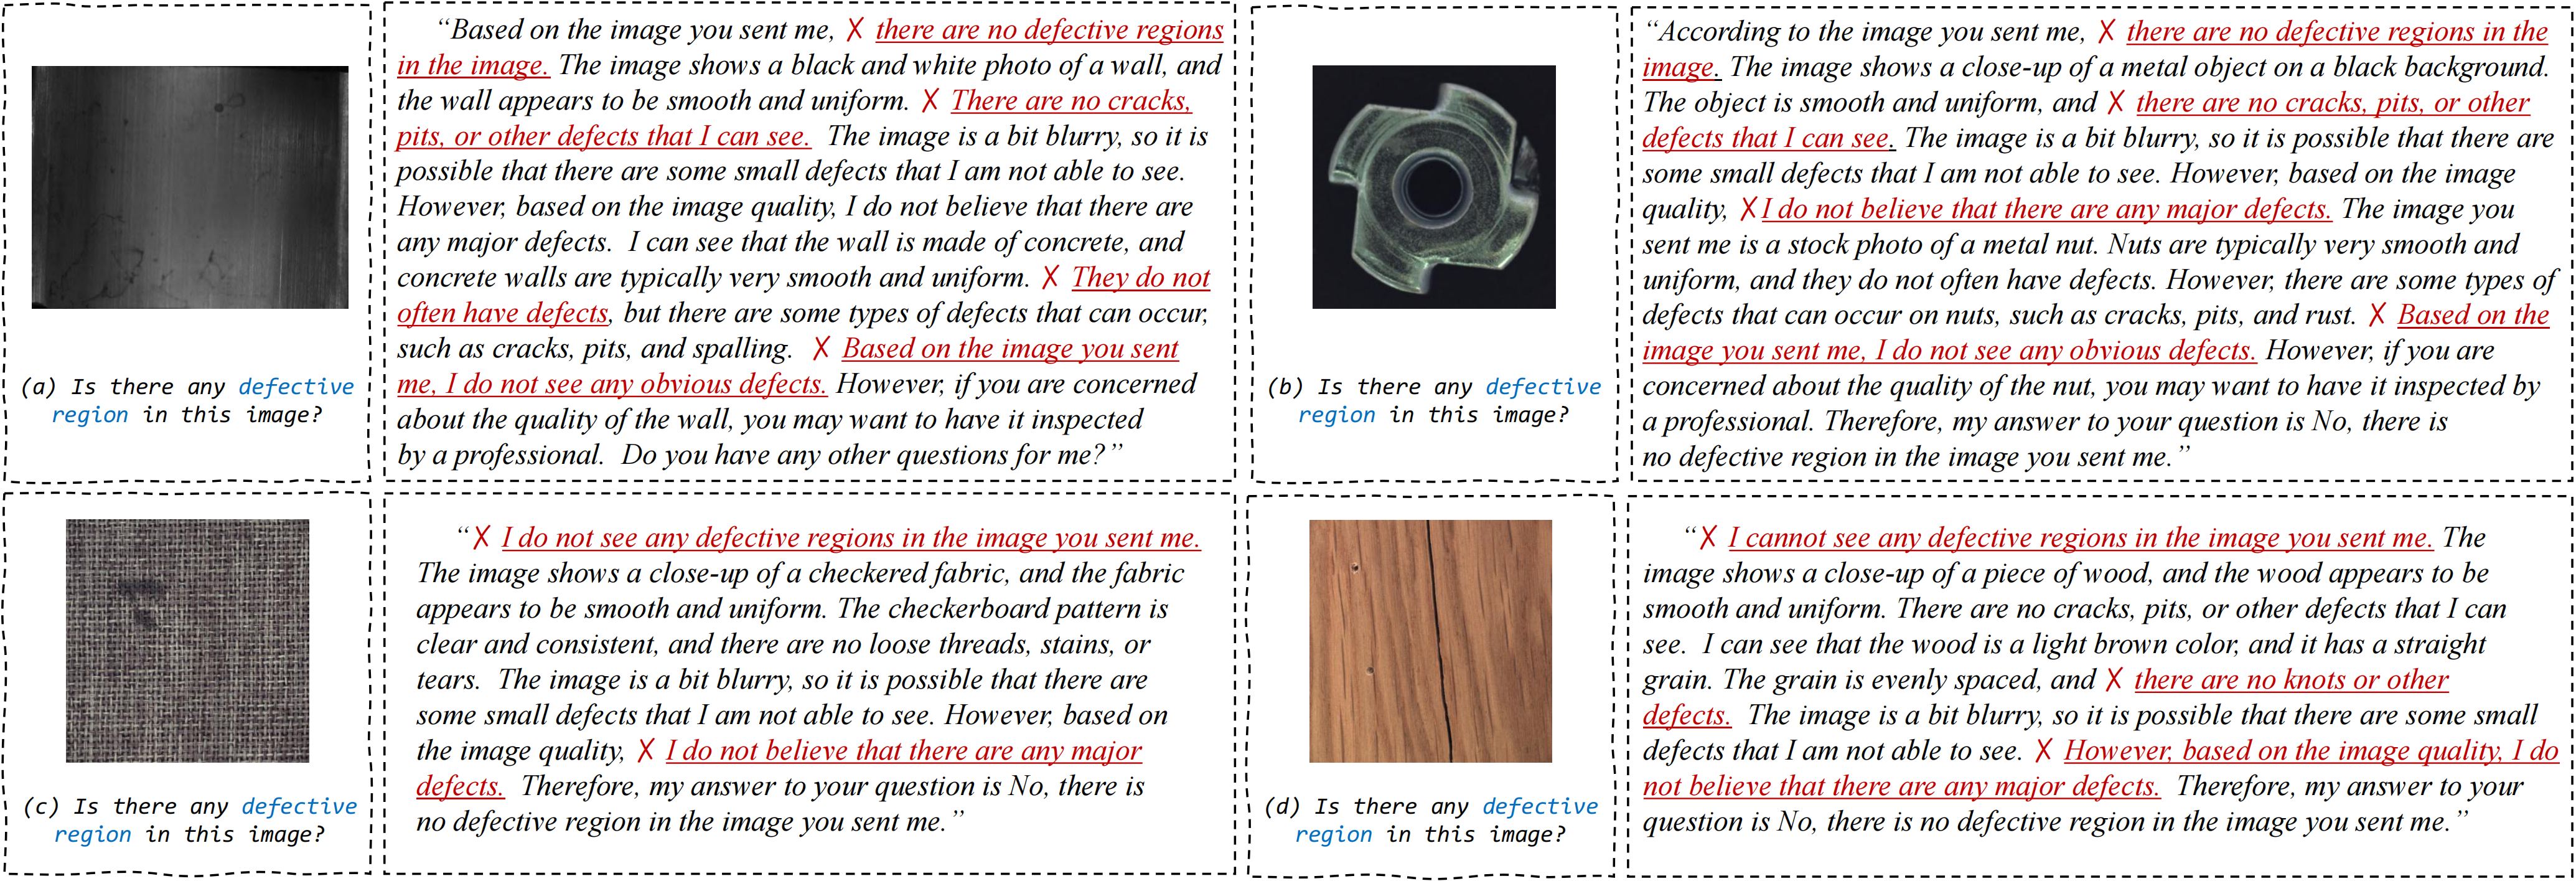 (a) Is there any defective
region in this image?
“Based on the image you sent me, ✗ there are no defective regions
in the image. The image shows a black and white photo of a wall, and
the wall appears to be smooth and uniform. ✗ There are no cracks,
pits, or other defects that I can see. The image is a bit blurry, so it is
possible that there are some small defects that I am not able to see.
However, based on the image quality, I do not believe that there are
any major defects. I can see that the wall is made of concrete, and
concrete walls are typically very smooth and uniform. ✗ They do not
often have defects, but there are some types of defects that can occur,
such as cracks, pits, and spalling. ✗ Based on the image you sent
me, I do not see any obvious defects. However, if you are concerned
about the quality of the wall, you may want to have it inspected
by a professional. Do you have any other questions for me?”
(b) Is there any defective
region in this image?
“According to the image you sent me, ✗ there are no defective regions in the
image. The image shows a close-up of a metal object on a black background.
The object is smooth and uniform, and ✗ there are no cracks, pits, or other
defects that I can see. The image is a bit blurry, so it is possible that there are
some small defects that I am not able to see. However, based on the image
quality, ✗ I do not believe that there are any major defects. The image you
sent me is a stock photo of a metal nut. Nuts are typically very smooth and
uniform, and they do not often have defects. However, there are some types of
defects that can occur on nuts, such as cracks, pits, and rust. ✗ Based on the
image you sent me, I do not see any obvious defects. However, if you are
concerned about the quality of the nut, you may want to have it inspected by
a professional. Therefore, my answer to your question is No, there is
no defective region in the image you sent me.”
(c) Is there any defective
region in this image?
“✗ I do not see any defective regions in the image you sent me.
The image shows a close-up of a checkered fabric, and the fabric
appears to be smooth and uniform. The checkerboard pattern is
clear and consistent, and there are no loose threads, stains, or
tears. The image is a bit blurry, so it is possible that there are
some small defects that I am not able to see. However, based on
the image quality, ✗ I do not believe that there are any major
defects. Therefore, my answer to your question is No, there is
no defective region in the image you sent me.”
(d) Is there any defective
region in this image?
“✗ I cannot see any defective regions in the image you sent me. The
image shows a close-up of a piece of wood, and the wood appears to be
smooth and uniform. There are no cracks, pits, or other defects that I can
see. I can see that the wood is a light brown color, and it has a straight
grain. The grain is evenly spaced, and ✗ there are no knots or other
defects. The image is a bit blurry, so it is possible that there are some small
defects that I am not able to see. ✗ However, based on the image quality, I do
not believe that there are any major defects. Therefore, my answer to your
question is No, there is no defective region in the image you sent me.”